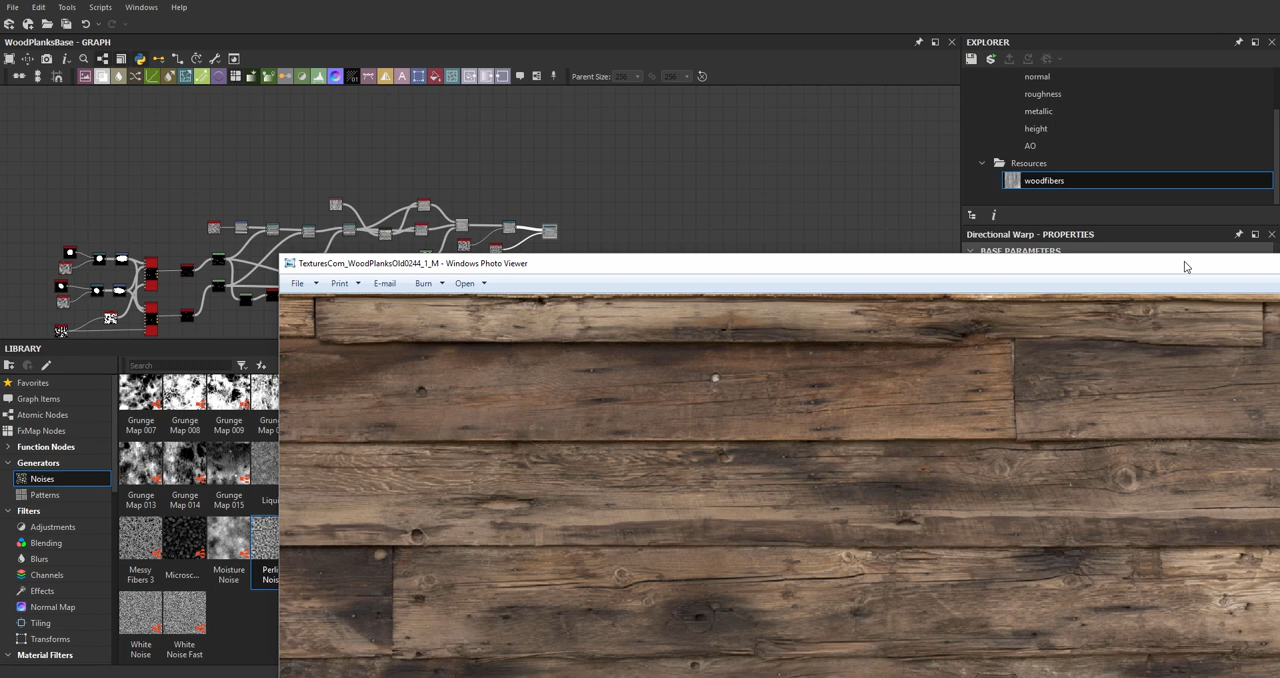 File Edit Tools Scripts Windows Help
WoodPlanksBase - GRAPH
Parent Size: 256 256
EXPLORER
normal
roughness
metallic
height
AO
Resources
woodfibers
Directional Warp - PROPERTIES
BASE PARAMETERS
TexturesCom_WoodPlanksOld0244_1_M - Windows Photo Viewer
File Print E-mail Burn Open
LIBRARY
Search
Favorites
Graph Items
Atomic Nodes
FxMap Nodes
Function Nodes
Generators
Noises
Patterns
Filters
Adjustments
Blending
Blurs
Channels
Effects
Normal Map
Tiling
Transforms
Material Filters
Grunge Map 007
Grunge Map 008
Grunge Map 009
Grunge Map 013
Grunge Map 014
Grunge Map 015
Messy Fibers 3
Microsc...
Moisture Noise
White Noise
White Noise Fast